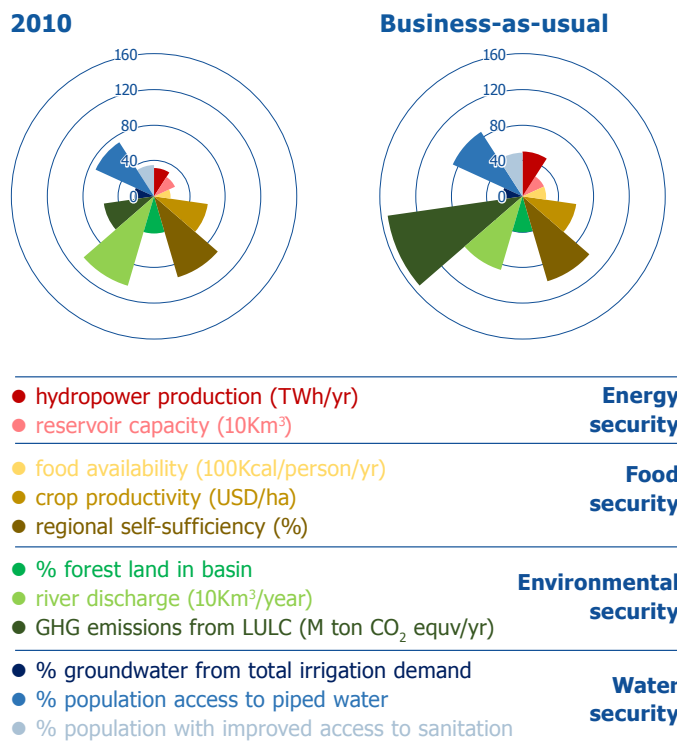 2010
Business-as-usual
160
120
80
40
0
160
120
80
40
0
hydropower production (TWh/yr)
reservoir capacity (10Km³)
Energy
security
food availability (100Kcal/person/yr)
crop productivity (USD/ha)
regional self-sufficiency (%)
Food
security
% forest land in basin
river discharge (10Km³/year)
GHG emissions from LULC (M ton CO₂ equv/yr)
Environmental
security
% groundwater from total irrigation demand
% population access to piped water
% population with improved access to sanitation
Water
security